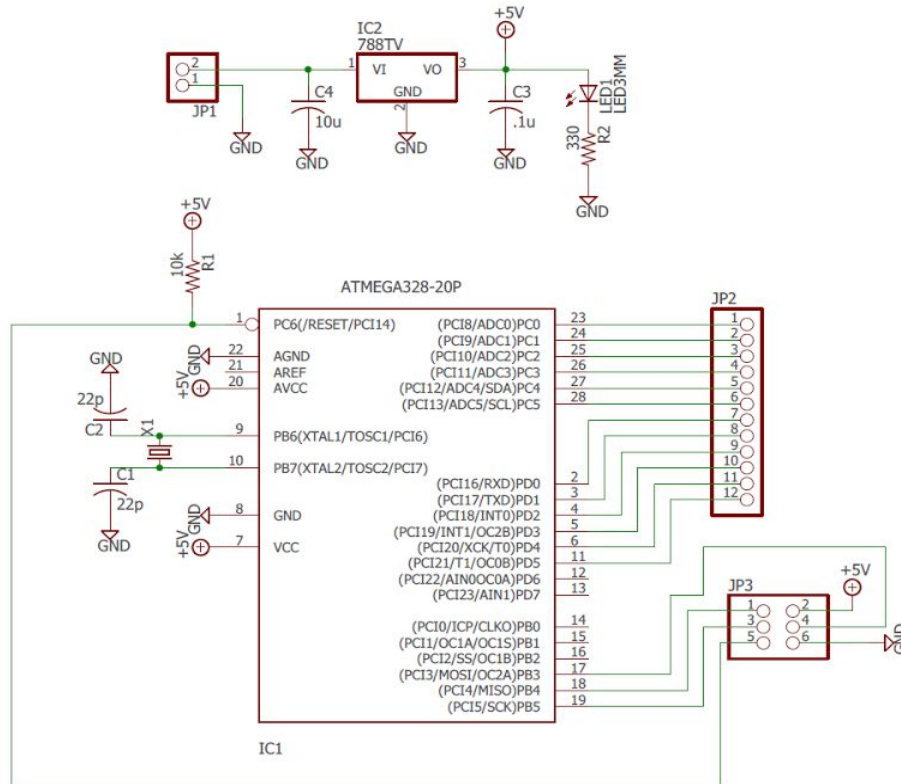 +5V
IC2
788TV
2
1
JP1
GND
1 VI VO 3
GND
2
GND
C4
10u
GND
C3
.1u
GND
LED1
LED3MM
330
R2
GND
+5V
10k
R1
ATMEGA328-20P
1 PC6(/RESET/PCI14)
GND 22 AGND
21 AREF
+5V 20 AVCC
GND
22p
C2
X1
9 PB6(XTAL1/TOSC1/PCI6)
10 PB7(XTAL2/TOSC2/PCI7)
C1
22p
GND
GND 8 GND
+5V 7 VCC
(PCI8/ADC0)PC0 23
(PCI9/ADC1)PC1 24
(PCI10/ADC2)PC2 25
(PCI11/ADC3)PC3 26
(PCI12/ADC4/SDA)PC4 27
(PCI13/ADC5/SCL)PC5 28
(PCI16/RXD)PD0 2
(PCI17/TXD)PD1 3
(PCI18/INT0)PD2 4
(PCI19/INT1/OC2B)PD3 5
(PCI20/XCK/T0)PD4 6
(PCI21/T1/OC0B)PD5 11
(PCI22/AIN0OC0A)PD6 12
(PCI23/AIN1)PD7 13
(PCI0/ICP/CLKO)PB0 14
(PCI1/OC1A/OC1S)PB1 15
(PCI2/SS/OC1B)PB2 16
(PCI3/MOSI/OC2A)PB3 17
(PCI4/MISO)PB4 18
(PCI5/SCK)PB5 19
IC1
JP2
1
2
3
4
5
6
7
8
9
10
11
12
+5V
JP3
1 2
3 4
5 6
GND